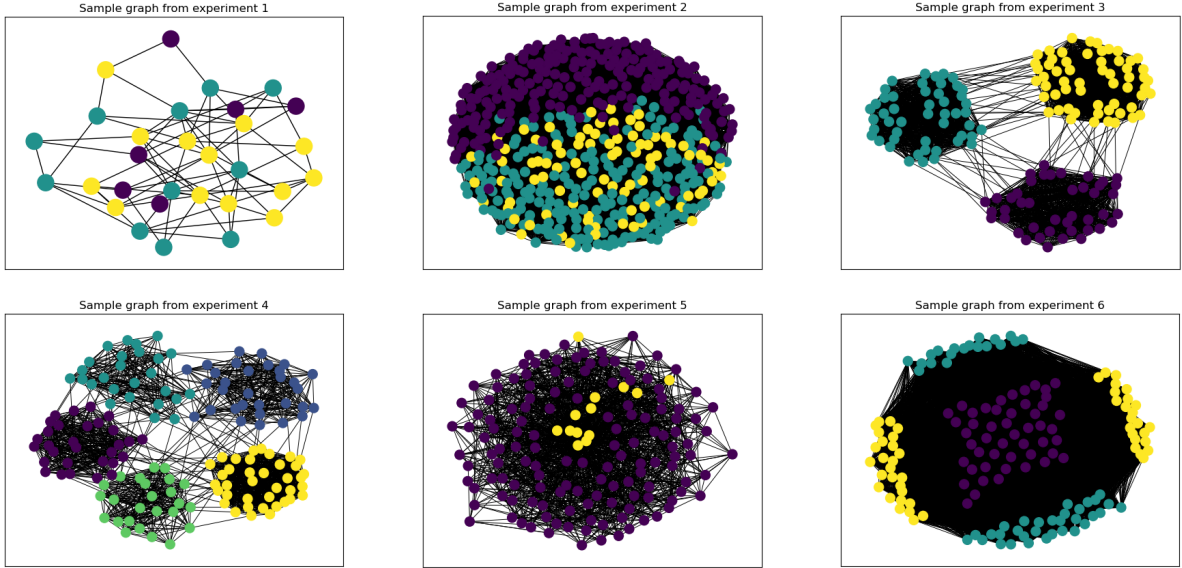 Sample graph from experiment 1
Sample graph from experiment 2
Sample graph from experiment 3
Sample graph from experiment 4
Sample graph from experiment 5
Sample graph from experiment 6